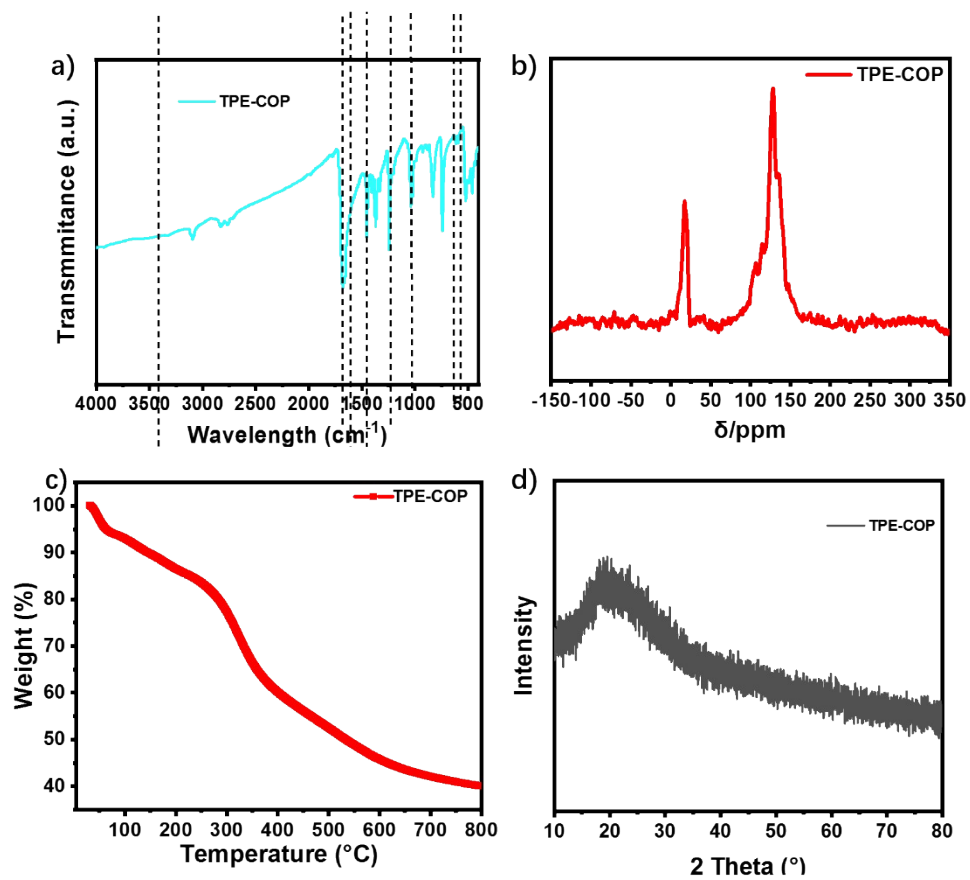 a)
TPE-COP
Transmmitance (a.u.)
4000 3500 3000 2500 2000 1500 1000 500
Wavelength (cm⁻¹)
b)
TPE-COP
-150 -100 -50 0 50 100 150 200 250 300 350
δ/ppm
c)
TPE-COP
Weight (%)
100
90
80
70
60
50
40
100 200 300 400 500 600 700 800
Temperature (°C)
d)
TPE-COP
Intensity
10 20 30 40 50 60 70 80
2 Theta (°)